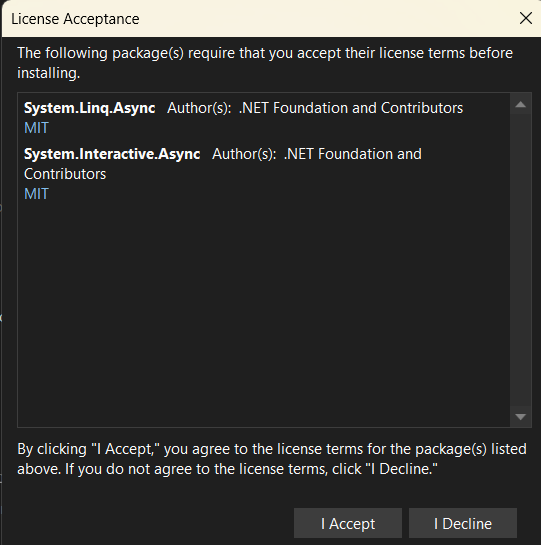 License Acceptance
The following package(s) require that you accept their license terms before
installing.
System.Linq.Async Author(s): .NET Foundation and Contributors
MIT
System.Interactive.Async Author(s): .NET Foundation and
Contributors
MIT
By clicking "I Accept," you agree to the license terms for the package(s) listed
above. If you do not agree to the license terms, click "I Decline."
I Accept I Decline